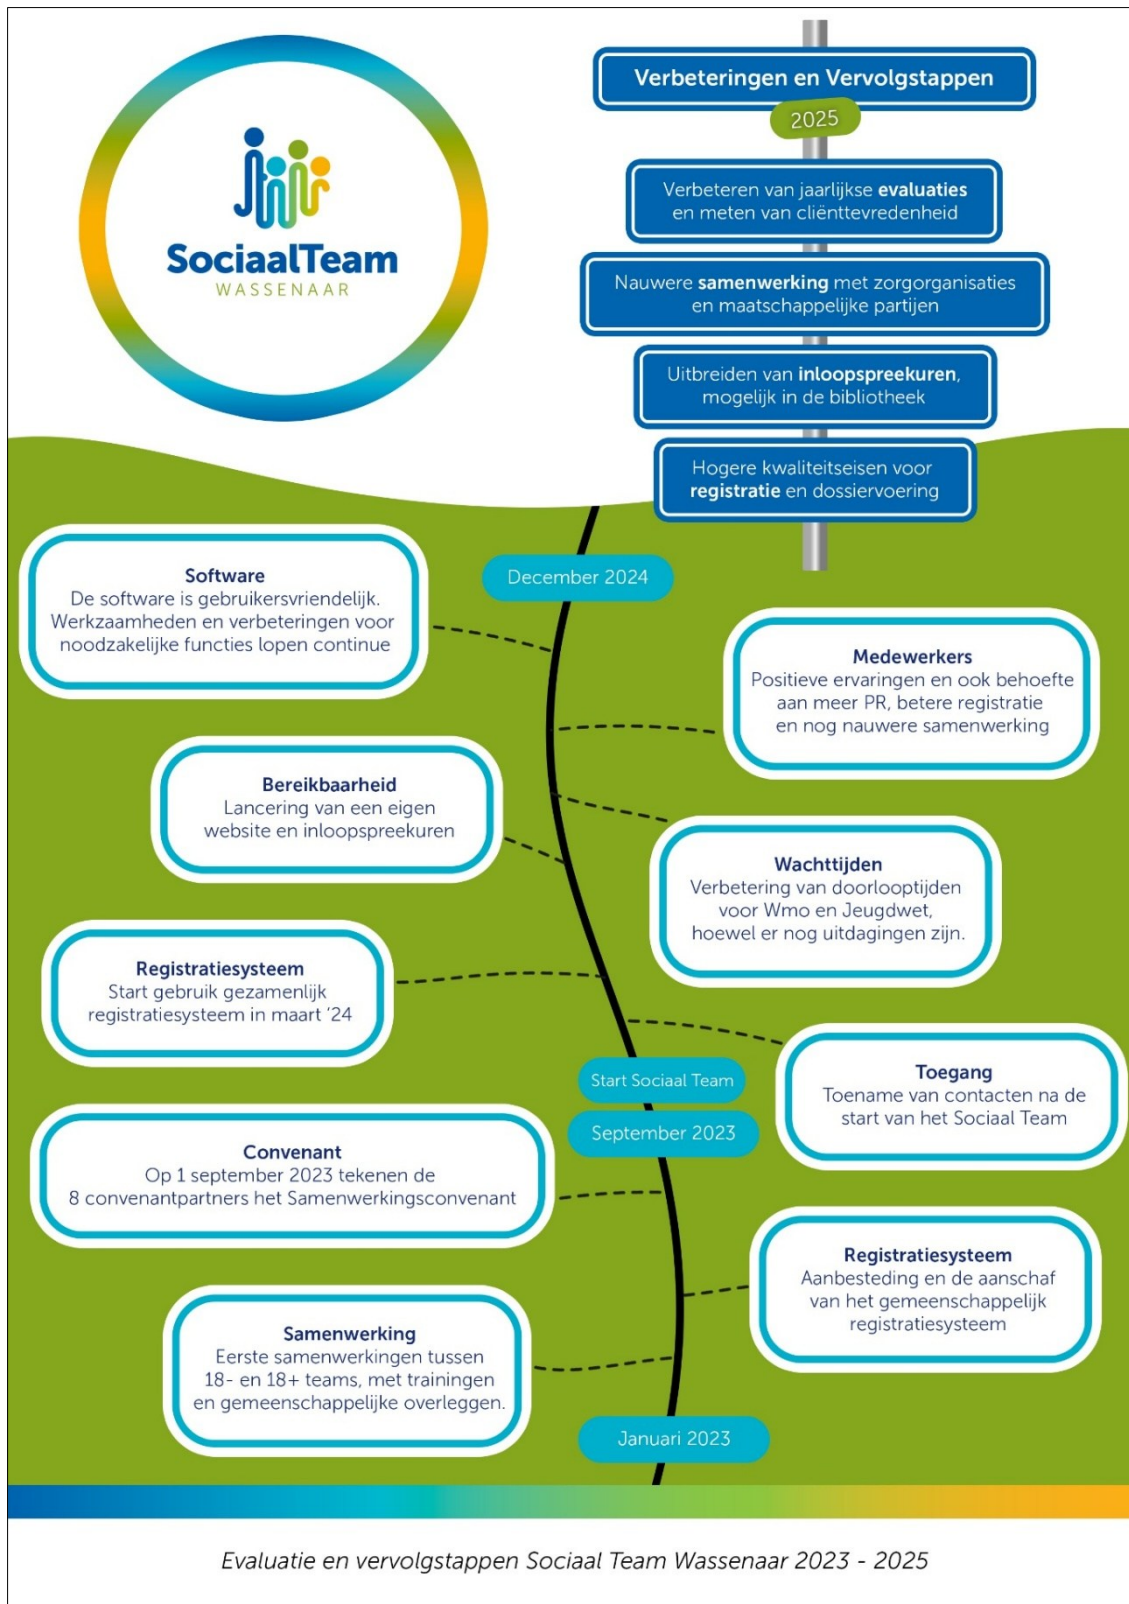 SociaalTeam
WASSENAAR
Verbeteringen en Vervolgstappen
2025
Verbeteren van jaarlijkse evaluaties
en meten van cliënttevredenheid
Nauwere samenwerking met zorgorganisaties
en maatschappelijke partijen
Uitbreiden van inloopspreekuren,
mogelijk in de bibliotheek
Hogere kwaliteitseisen voor
registratie en dossiervoering
December 2024
Software
De software is gebruikersvriendelijk.
Werkzaamheden en verbeteringen voor
noodzakelijke functies lopen continue
Medewerkers
Positieve ervaringen en ook behoefte
aan meer PR, betere registratie
en nog nauwere samenwerking
Bereikbaarheid
Lancering van een eigen
website en inloopspreekuren
Wachttijden
Verbetering van doorlooptijden
voor Wmo en Jeugdwet,
hoewel er nog uitdagingen zijn.
Registratiesysteem
Start gebruik gezamenlijk
registratiesysteem in maart '24
Toegang
Toename van contacten na de
start van het Sociaal Team
Start Sociaal Team
September 2023
Convenant
Op 1 september 2023 tekenen de
8 convenantpartners het Samenwerkingsconvenant
Registratiesysteem
Aanbesteding en de aanschaf
van het gemeenschappelijk
registratiesysteem
Samenwerking
Eerste samenwerkingen tussen
18- en 18+ teams, met trainingen
en gemeenschappelijke overleggen.
Januari 2023
Evaluatie en vervolgstappen Sociaal Team Wassenaar 2023 - 2025